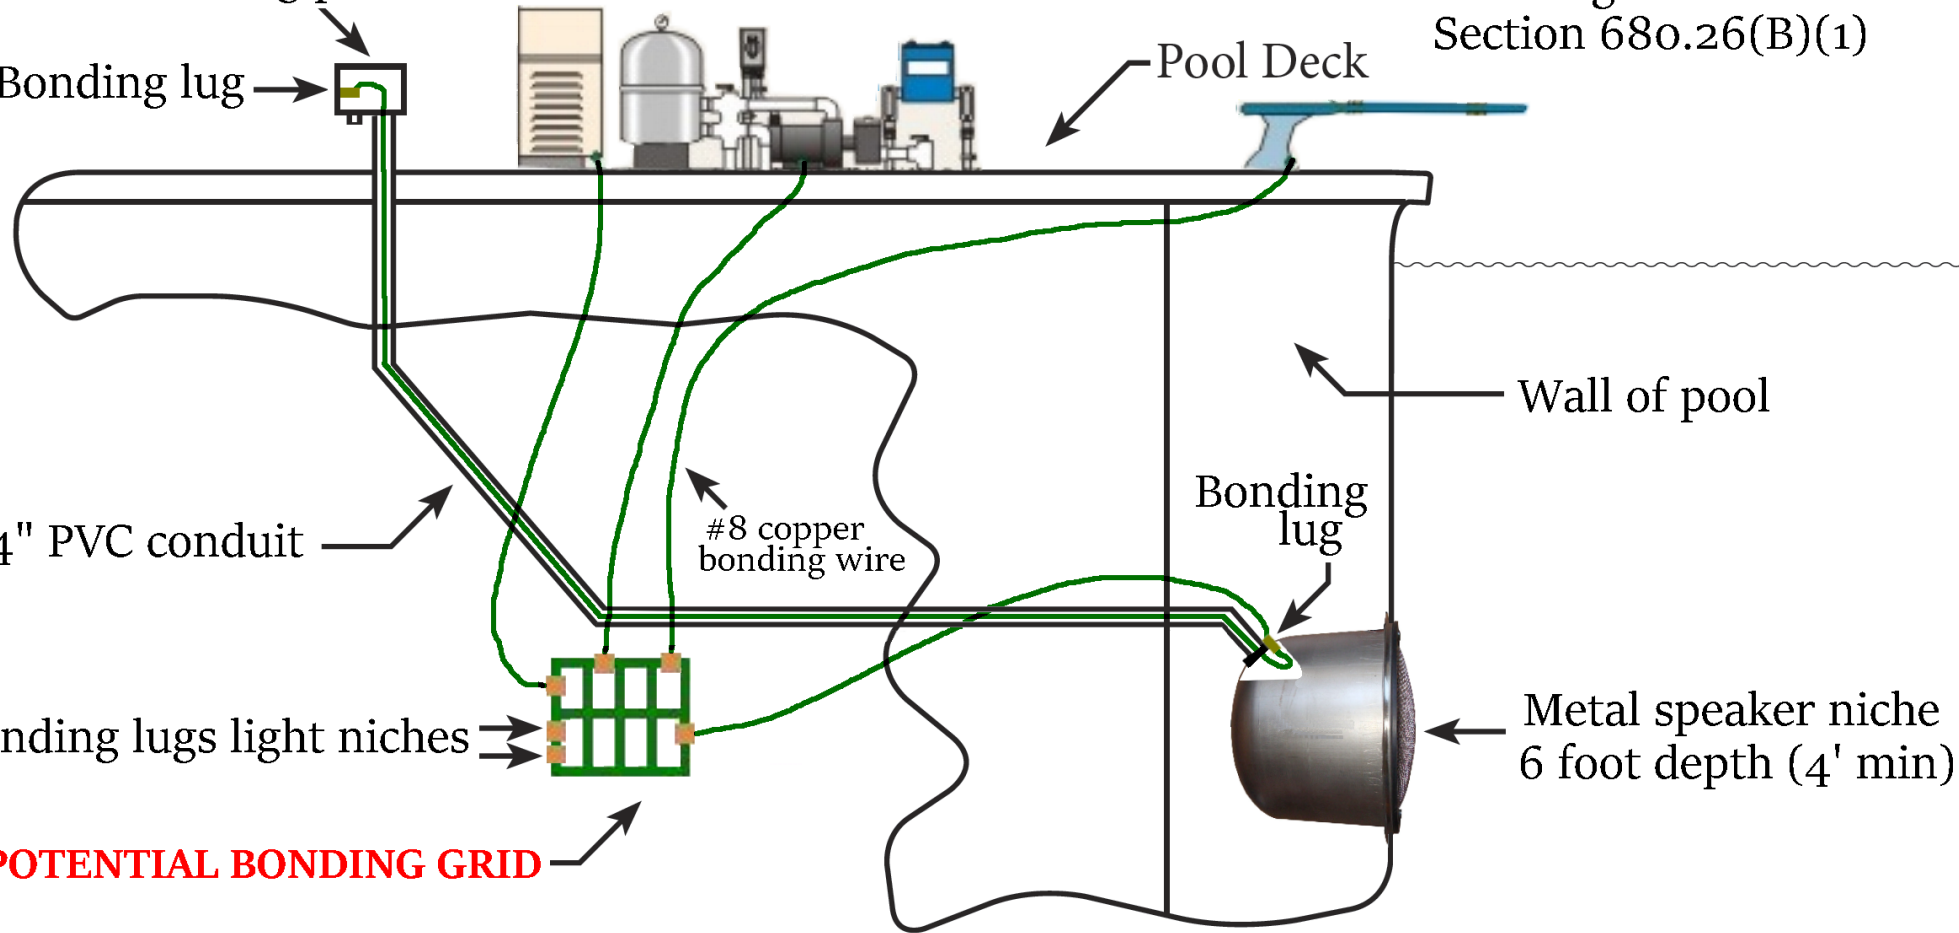 Section 680.26(B)(1)
Pool Deck
Bonding lug
Wall of pool
Bonding
lug
#8 copper
bonding wire
4" PVC conduit
nding lugs light niches
Metal speaker niche
6 foot depth (4' min)
POTENTIAL BONDING GRID